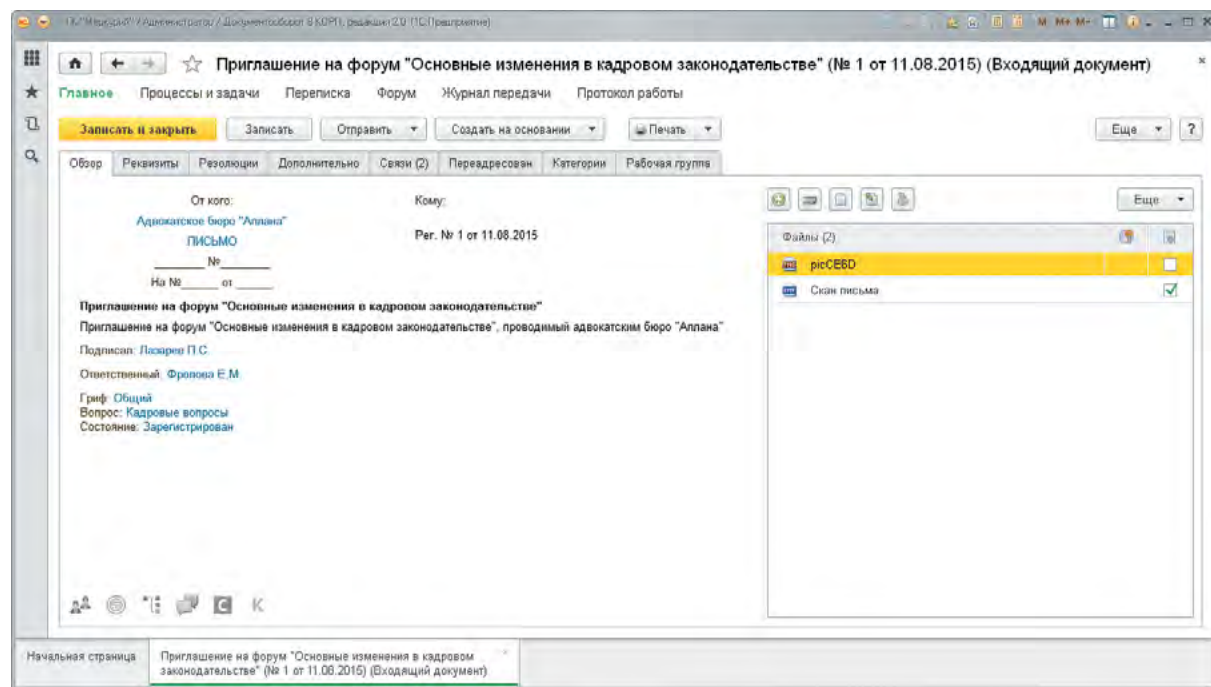 M M+ M-
Приглашение на форум "Основные изменения в кадровом законодательстве" (№ 1 от 11.08.2015) (Входящий документ)
Главное Процессы и задачи Переписка Форум Журнал передачи Протокол работы
Записать и закрыть Записать Отправить Создать на основании Печать Еще ?
Обзор Реквизиты Резолюции Дополнительно Связи (2) Переадресован Категории Рабочая группа
От кого: Кому:
Адвокатское бюро "Аллана"
ПИСЬМО Рег. № 1 от 11.08.2015
______ № ______
На № ______ от ______
Приглашение на форум "Основные изменения в кадровом законодательстве"
Приглашение на форум "Основные изменения в кадровом законодательстве", проводимый адвокатским бюро "Аллана"
Подписал: Лазарев П.С.
Ответственный: Фролова Е.М.
Гриф: Общий
Вопрос: Кадровые вопросы
Состояние: Зарегистрирован
Еще
Файлы (2)
picCEBD
Скан письма
Начальная страница
Приглашение на форум "Основные изменения в кадровом
законодательстве" (№ 1 от 11.08.2015) (Входящий документ)